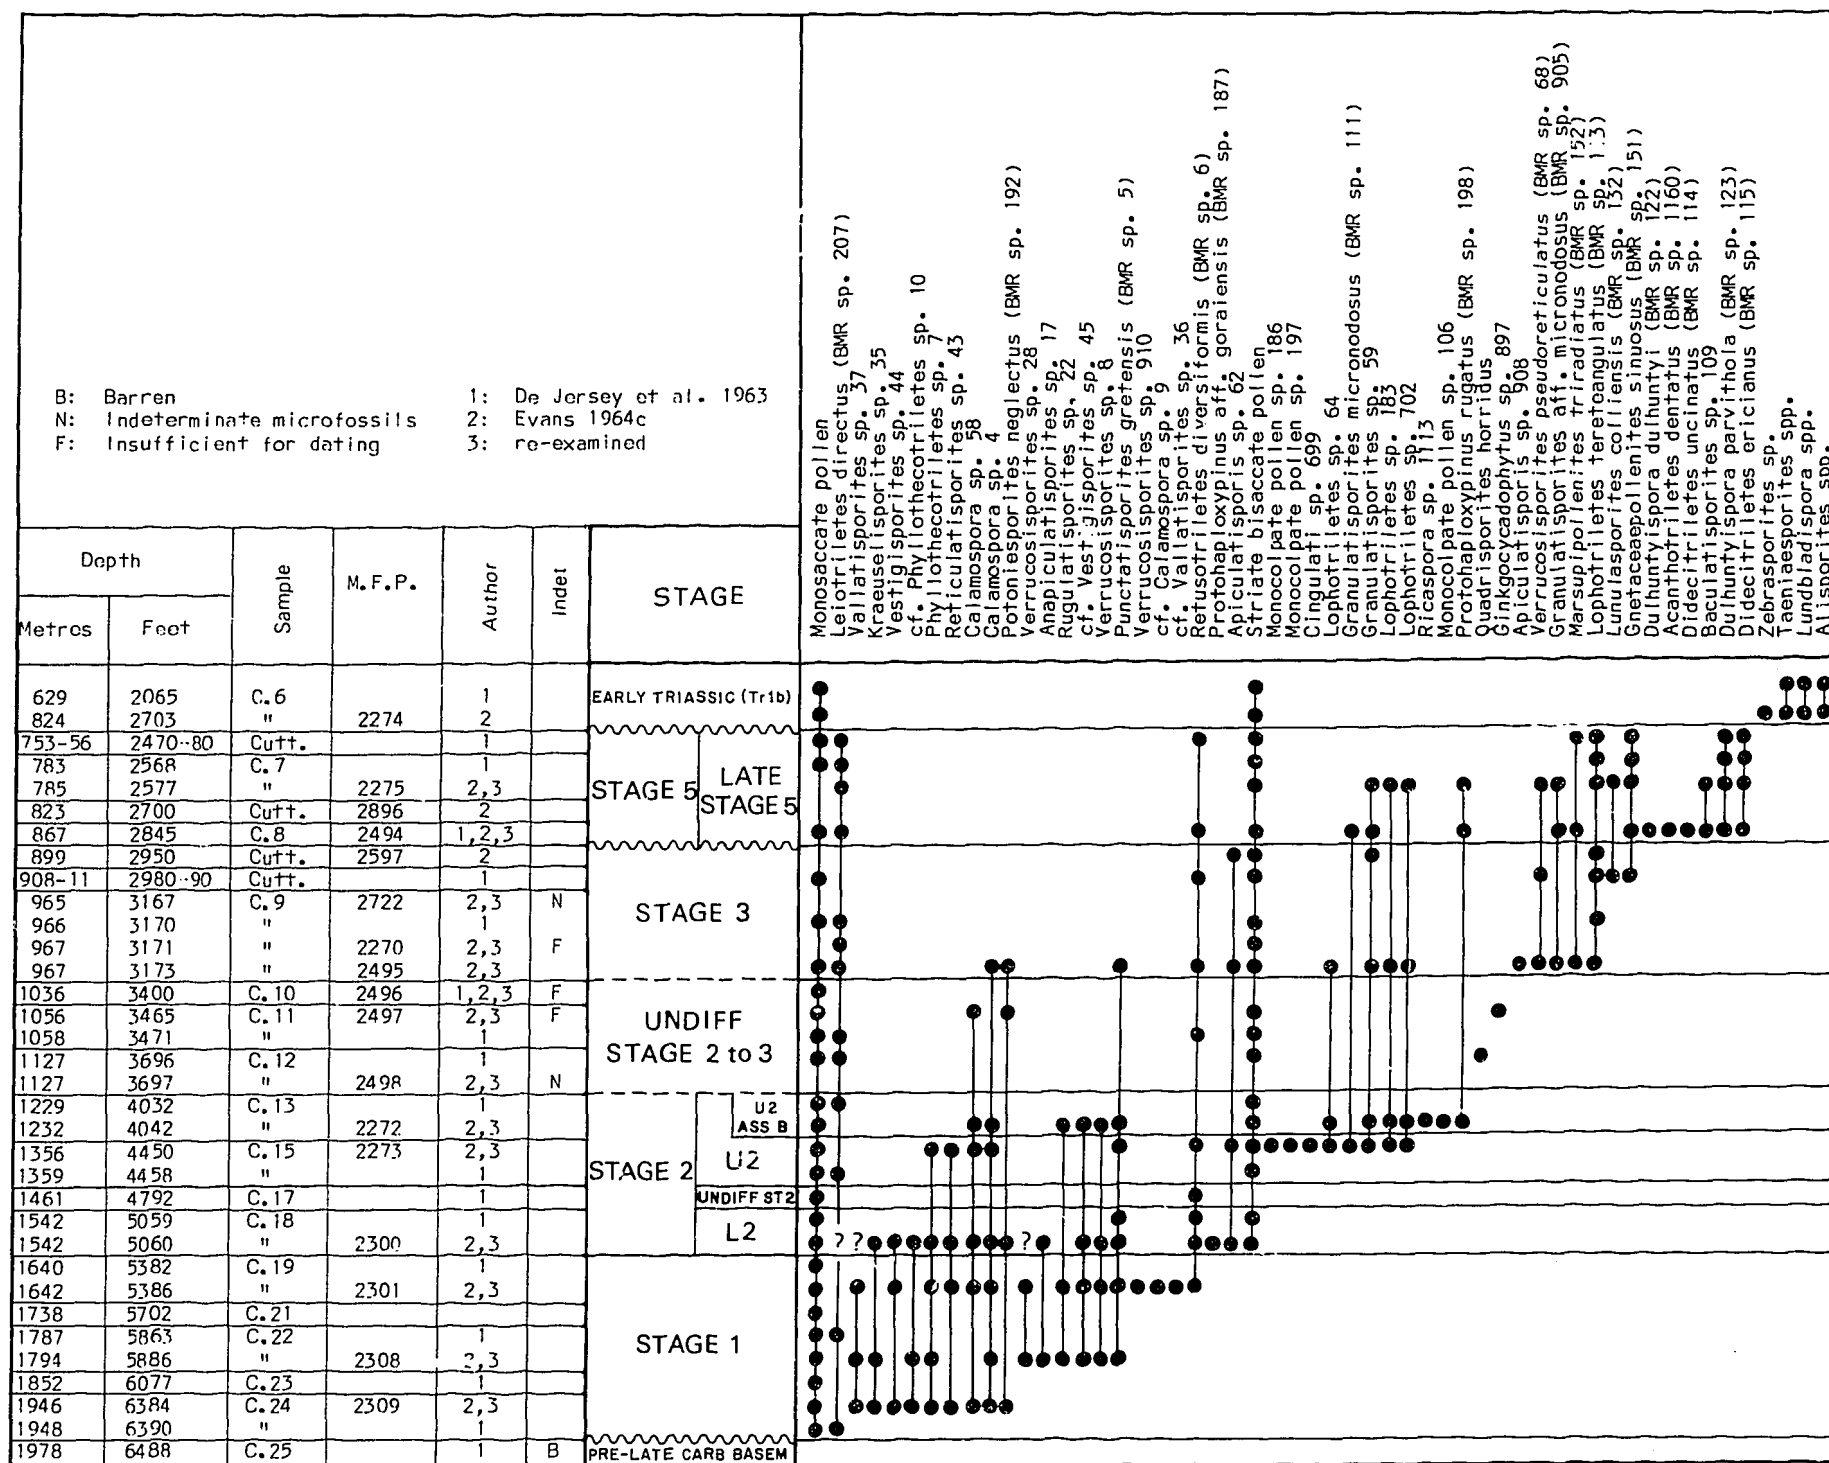 B: Barren 1: De Jersey et al. 1963
N: Indeterminate microfossils 2: Evans 1964c
F: Insufficient for dating 3: re-examined
Depth
Metres
Feet
Sample
M.F.P.
Author
Indet
STAGE
Monosaccate pollen
Leiotriletes directus (BMR sp. 207)
Vallatisporites sp. 37
Kraeuselisporites sp. 35
Vestigisporites sp. 44
cf. Phyllothecotriletes sp. 10
Phyllothecotriletes sp. 7
Reticulatisporites sp. 43
Calamospora sp. 58
Calamospora sp. 4
Potoniesporites neglectus (BMR sp. 192)
Verrucosisporites sp. 28
Anapiculatisporites sp. 17
Rugulatisporites sp. 22
cf. Vestigisporites sp. 45
Verrucosisporites sp. 8
Punctatisporites gretensis (BMR sp. 5)
Verrucosisporites sp. 910
cf. Calamospora sp. 9
cf. Vallatisporites sp. 36
Retusotriletes diversiformis (BMR sp. 6)
Protohaploxypinus aff. goraiensis (BMR sp. 187)
Apiculatisporis sp. 62
Striate bisaccate pollen
Monocolpate pollen sp. 186
Monocolpate pollen sp. 197
Cingulati sp. 699
Lophotriletes sp. 64
Granulatisporites micronodosus (BMR sp. 111)
Granulatisporites sp. 59
Lophotriletes sp. 183
Lophotriletes sp. 702
Ricaspora sp. 1113
Monocolpate pollen sp. 106
Protohaploxypinus rugatus (BMR sp. 198)
Quadrisporites horridus
Ginkgocycadophytus sp. 897
Apiculatisporis sp. 908
Verrucosisporites pseudoreticulatus (BMR sp. 68)
Granulatisporites aff. micronodosus (BMR sp. 905)
Marsupipollenites triradiatus (BMR sp. 152)
Lophotriletes teretoangulatus (BMR sp.
Lunulasporites colliensis (BMR sp. 132)
Gnetaceaepollenites sinuosus (BMR sp. 151)
Dulhuntyispora dulhuntyi (BMR sp. 122)
Acanthotriletes dentatus (BMR sp. 1160)
Didecitriletes uncinatus (BMR sp. 114)
Baculatisporites sp. 109
Dulhuntyispora parvithola (BMR sp. 123)
Didecitriletes ericianus (BMR sp. 115)
Zebrasporites sp.
Taeniaesporites spp.
Lundbladispora spp.
Alisporites spp.
629 2065 C.6 1 EARLY TRIASSIC (Tr1b)
824 2703 " 2274 2
753-56 2470-80 Cutt. 1
783 2568 C.7 1
785 2577 " 2275 2,3 STAGE 5 LATE STAGE 5
823 2700 Cutt. 2896 2
867 2845 C.8 2494 1,2,3
899 2950 Cutt. 2597 2
908-11 2980-90 Cutt. 1
965 3167 C.9 2722 2,3 N STAGE 3
966 3170 " 1
967 3171 " 2270 2,3 F
967 3173 " 2495 2,3
1036 3400 C.10 2496 1,2,3 F
1056 3465 C.11 2497 2,3 F UNDIFF
1058 3471 " 1 STAGE 2 to 3
1127 3696 C.12 1
1127 3697 " 2498 2,3 N
1229 4032 C.13 1 U2
1232 4042 " 2272 2,3 ASS B
1356 4450 C.15 2273 2,3 U2
1359 4458 " 1 STAGE 2
1461 4792 C.17 1 UNDIFF ST2
1542 5059 C.18 1 L2
1542 5060 " 2300 2,3 ? ? ?
1640 5382 C.19 1
1642 5386 " 2301 2,3
1738 5702 C.21
1787 5863 C.22 1 STAGE 1
1794 5886 " 2308 2,3
1852 6077 C.23 1
1946 6384 C.24 2309 2,3
1948 6390 " 1
1978 6488 C.25 1 B PRE-LATE CARB BASEM